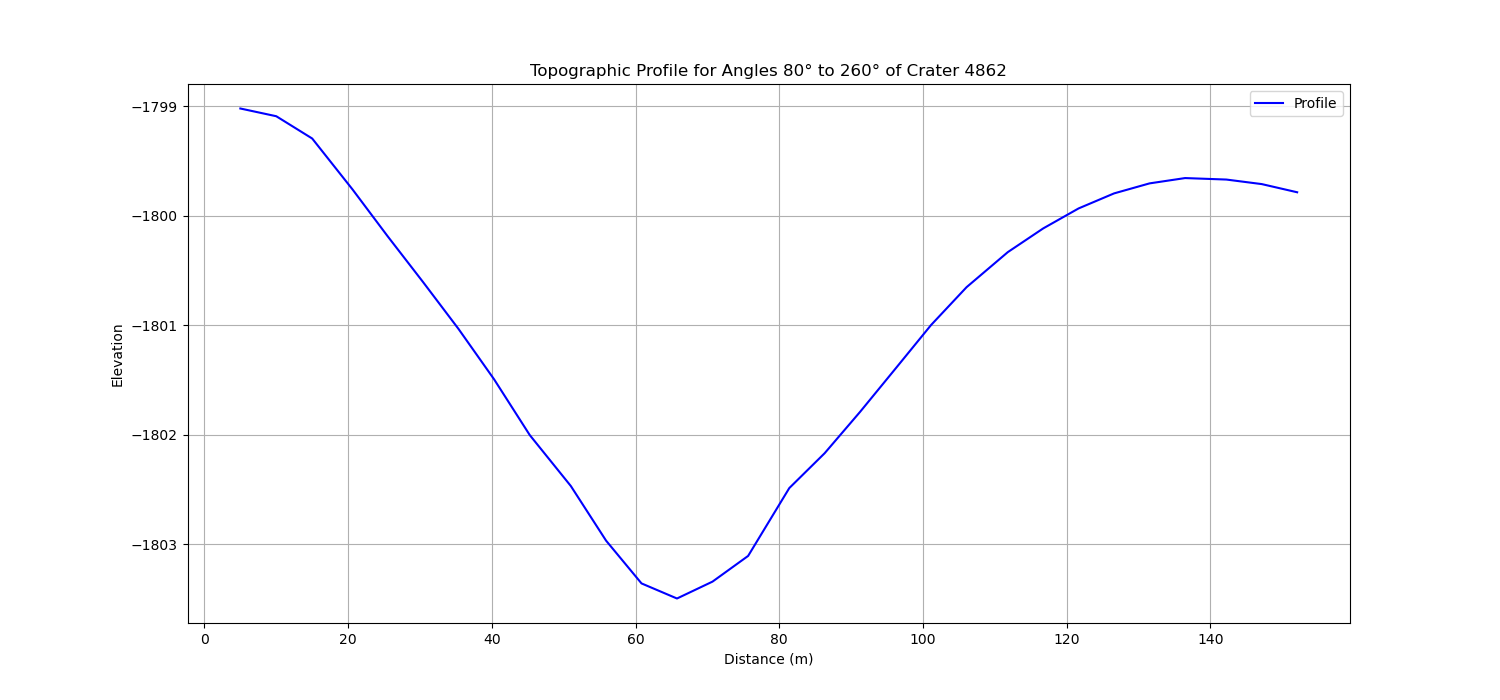 Topographic Profile for Angles 80° to 260° of Crater 4862
Profile
−1799
−1800
−1801
−1802
−1803
Elevation
0 20 40 60 80 100 120 140
Distance (m)